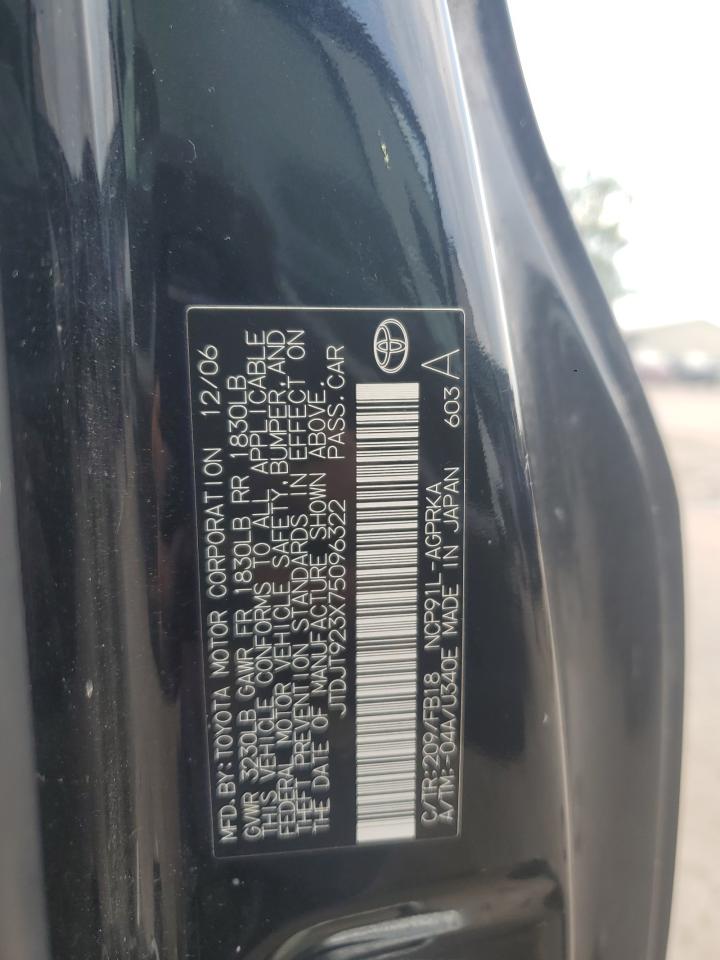 MFD. BY: TOYOTA MOTOR CORPORATION 12/06
GVWR 3230LB GAWR FR 1830LB RR 1830LB
THIS VEHICLE CONFORMS TO ALL APPLICABLE
FEDERAL MOTOR VEHICLE SAFETY, BUMPER, AND
THEFT PREVENTION STANDARDS IN EFFECT ON
THE DATE OF MANUFACTURE SHOWN ABOVE.
JTDJT923X75096322 PASS. CAR
C/TR: 209/FB18 NCP91L-AGPRKA 603 A
A/TM: -04A/U340E MADE IN JAPAN